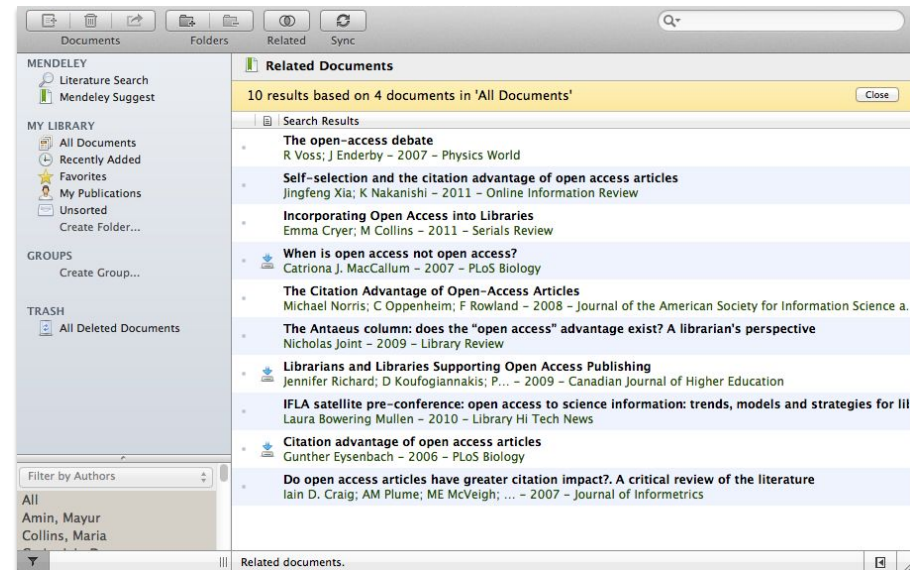 Documents Folders Related Sync
MENDELEY
Literature Search
Mendeley Suggest
MY LIBRARY
All Documents
Recently Added
Favorites
My Publications
Unsorted
Create Folder...
GROUPS
Create Group...
TRASH
All Deleted Documents
Filter by Authors
All
Amin, Mayur
Collins, Maria
Related Documents
10 results based on 4 documents in 'All Documents'
Close
Search Results
The open-access debate
R Voss; J Enderby – 2007 – Physics World
Self-selection and the citation advantage of open access articles
Jingfeng Xia; K Nakanishi – 2011 – Online Information Review
Incorporating Open Access into Libraries
Emma Cryer; M Collins – 2011 – Serials Review
When is open access not open access?
Catriona J. MacCallum – 2007 – PLoS Biology
The Citation Advantage of Open-Access Articles
Michael Norris; C Oppenheim; F Rowland – 2008 – Journal of the American Society for Information Science a.
The Antaeus column: does the “open access” advantage exist? A librarian's perspective
Nicholas Joint – 2009 – Library Review
Librarians and Libraries Supporting Open Access Publishing
Jennifer Richard; D Koufogiannakis; P... – 2009 – Canadian Journal of Higher Education
IFLA satellite pre-conference: open access to science information: trends, models and strategies for lil
Laura Bowering Mullen – 2010 – Library Hi Tech News
Citation advantage of open access articles
Gunther Eysenbach – 2006 – PLoS Biology
Do open access articles have greater citation impact?. A critical review of the literature
Iain D. Craig; AM Plume; ME McVeigh; ... – 2007 – Journal of Informetrics
Related documents.